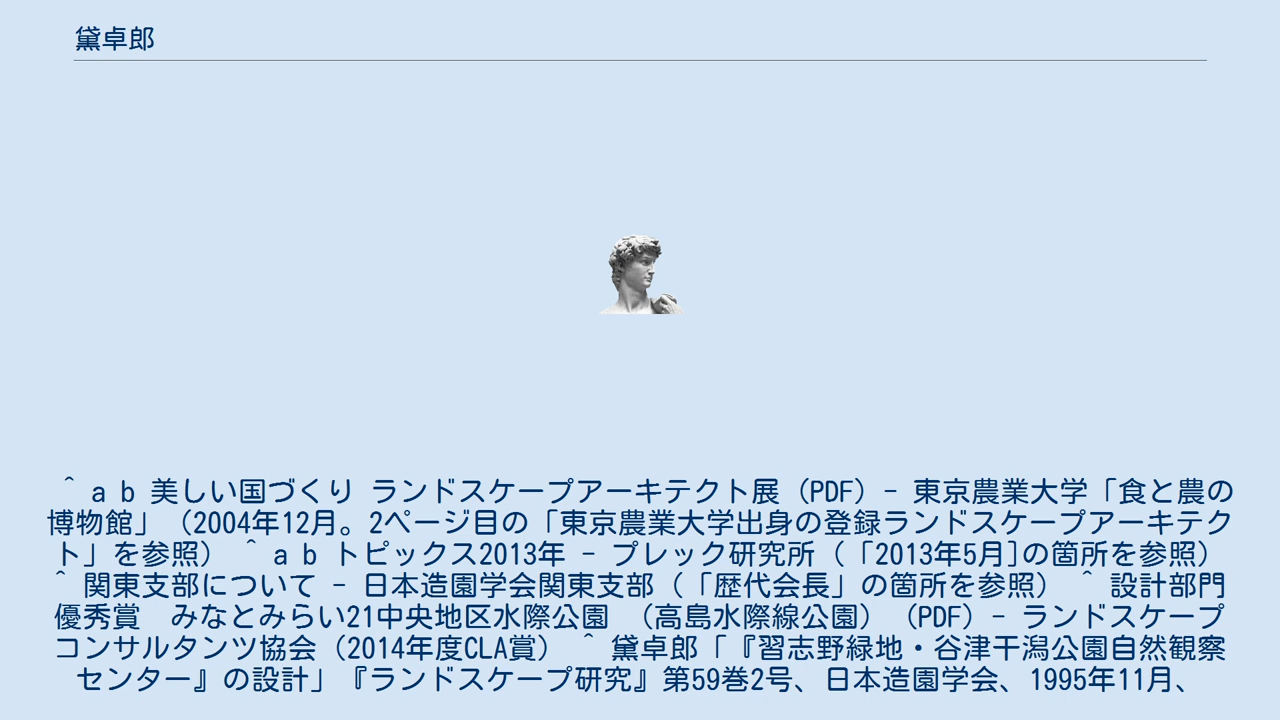 黛卓郎
^ a b 美しい国づくり ランドスケープアーキテクト展（PDF）- 東京農業大学「食と農の
博物館」（2004年12月。2ページ目の「東京農業大学出身の登録ランドスケープアーキテク
ト」を参照） ^ a b トピックス2013年 - プレック研究所（「2013年5月]の箇所を参照）
^ 関東支部について - 日本造園学会関東支部（「歴代会長」の箇所を参照） ^ 設計部門
優秀賞　みなとみらい21中央地区水際公園 （高島水際線公園）（PDF）- ランドスケープ
コンサルタンツ協会（2014年度CLA賞） ^ 黛卓郎「『習志野緑地・谷津干潟公園自然観察
センター』の設計」『ランドスケープ研究』第59巻2号、日本造園学会、1995年11月、